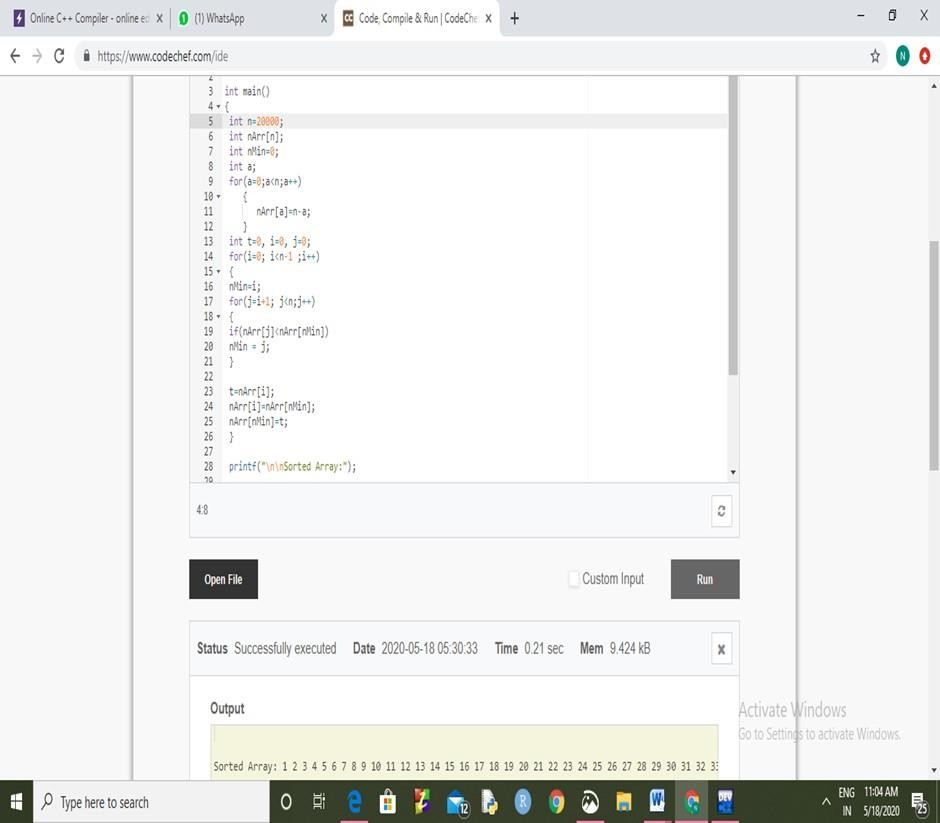 Online C++ Compiler - online ed
(1) WhatsApp
CC Code, Compile & Run | CodeChe
https://www.codechef.com/ide
N
3 int main()
4 {
5 int n=20000;
6 int nArr[n];
7 int nMin=0;
8 int a;
9 for(a=0;a<n;a++)
10 {
11 nArr[a]=n-a;
12 }
13 int t=0, i=0, j=0;
14 for(i=0; i<n-1 ;i++)
15 {
16 nMin=i;
17 for(j=i+1; j<n;j++)
18 {
19 if(nArr[j]<nArr[nMin])
20 nMin = j;
21 }
22
23 t=nArr[i];
24 nArr[i]=nArr[nMin];
25 nArr[nMin]=t;
26 }
27
28 printf("\n\nSorted Array:");
29
4:8
Open File
Custom Input
Run
Status Successfully executed Date 2020-05-18 05:30:33 Time 0.21 sec Mem 9.424 kB
x
Output
Sorted Array: 1 2 3 4 5 6 7 8 9 10 11 12 13 14 15 16 17 18 19 20 21 22 23 24 25 26 27 28 29 30 31 32 33
Activate Windows
Go to Settings to activate Windows.
Type here to search
12
R
W
DEV
ENG
IN
11:04 AM
5/18/2020
25